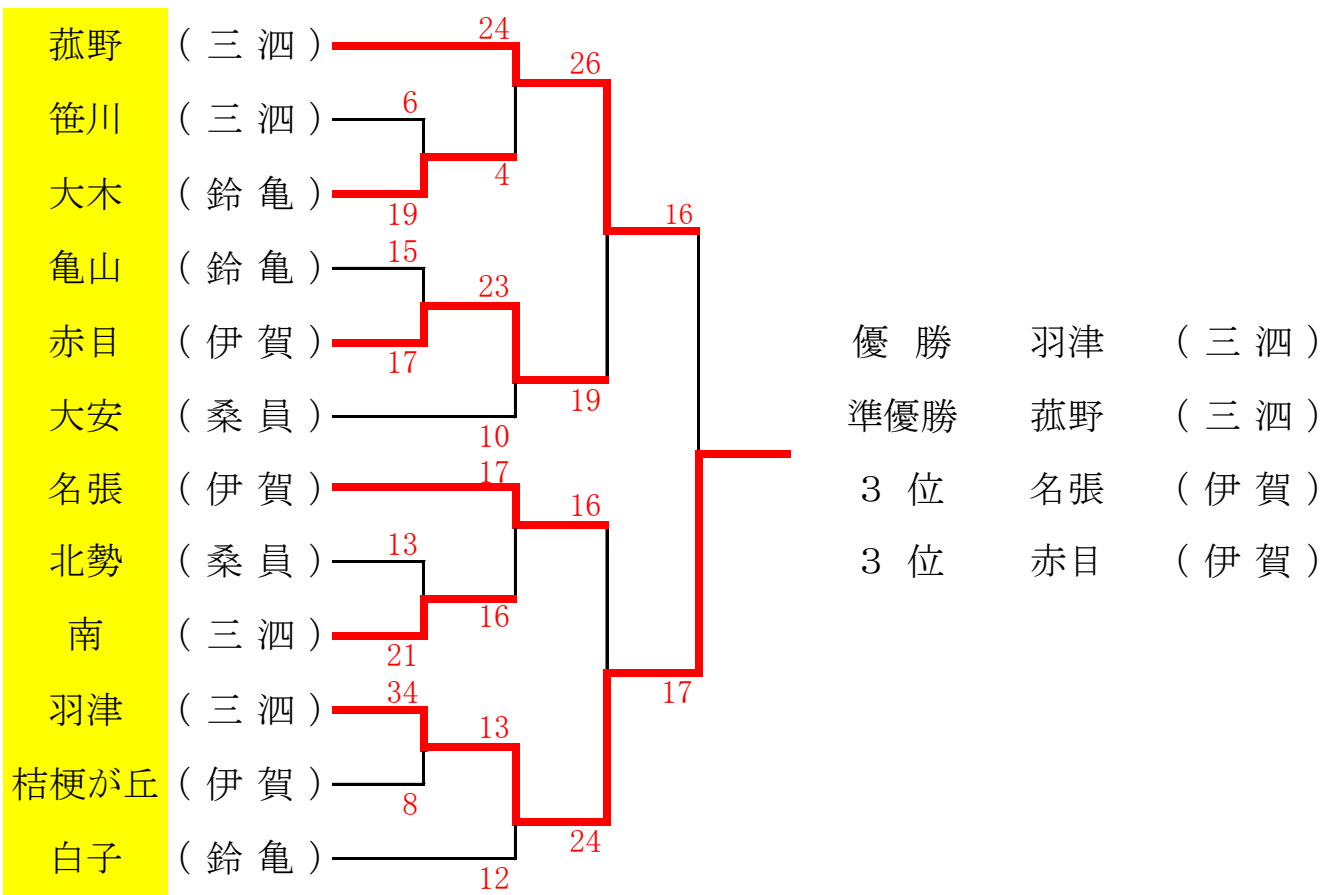 菰野 （三泗） 24
26
笹川 （三泗） 6
大木 （鈴亀） 4
19
16
亀山 （鈴亀） 15
23
赤目 （伊賀） 17
優勝 羽津 （三泗）
大安 （桑員） 19
10
準優勝 菰野 （三泗）
名張 （伊賀） 17
16
３位 名張 （伊賀）
北勢 （桑員） 13
３位 赤目 （伊賀）
南 （三泗） 16
21
羽津 （三泗） 34
17
13
桔梗が丘 （伊賀） 8
白子 （鈴亀） 24
12